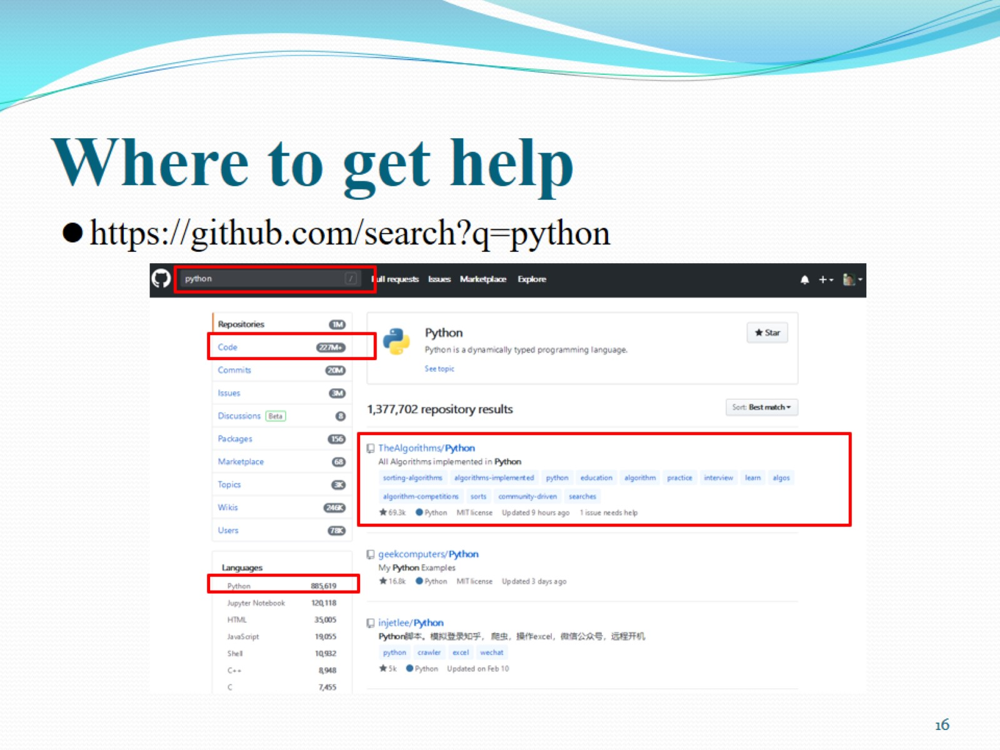 Where to get help
https://github.com/search?q=python
python /
Pull requests Issues Marketplace Explore
Repositories 1M
Code 227M+
Commits 20M
Issues 3M
Discussions Beta 8
Packages 156
Marketplace 68
Topics 3K
Wikis 246K
Users 78K
Languages
Python 885,619
Jupyter Notebook 120,118
HTML 35,005
JavaScript 19,055
Shell 10,932
C++ 8,948
C 7,455
Python
Star
Python is a dynamically typed programming language.
See topic
1,377,702 repository results
Sort: Best match
TheAlgorithms/Python
All Algorithms implemented in Python
sorting-algorithms algorithms-implemented python education algorithm practice interview learn algos
algorithm-competitions sorts community-driven searches
69.3k Python MIT license Updated 9 hours ago 1 issue needs help
geekcomputers/Python
My Python Examples
16.8k Python MIT license Updated 3 days ago
injetlee/Python
Python脚本。模拟登录知乎， 爬虫，操作excel，微信公众号，远程开机
python crawler excel wechat
5k Python Updated on Feb 10
16